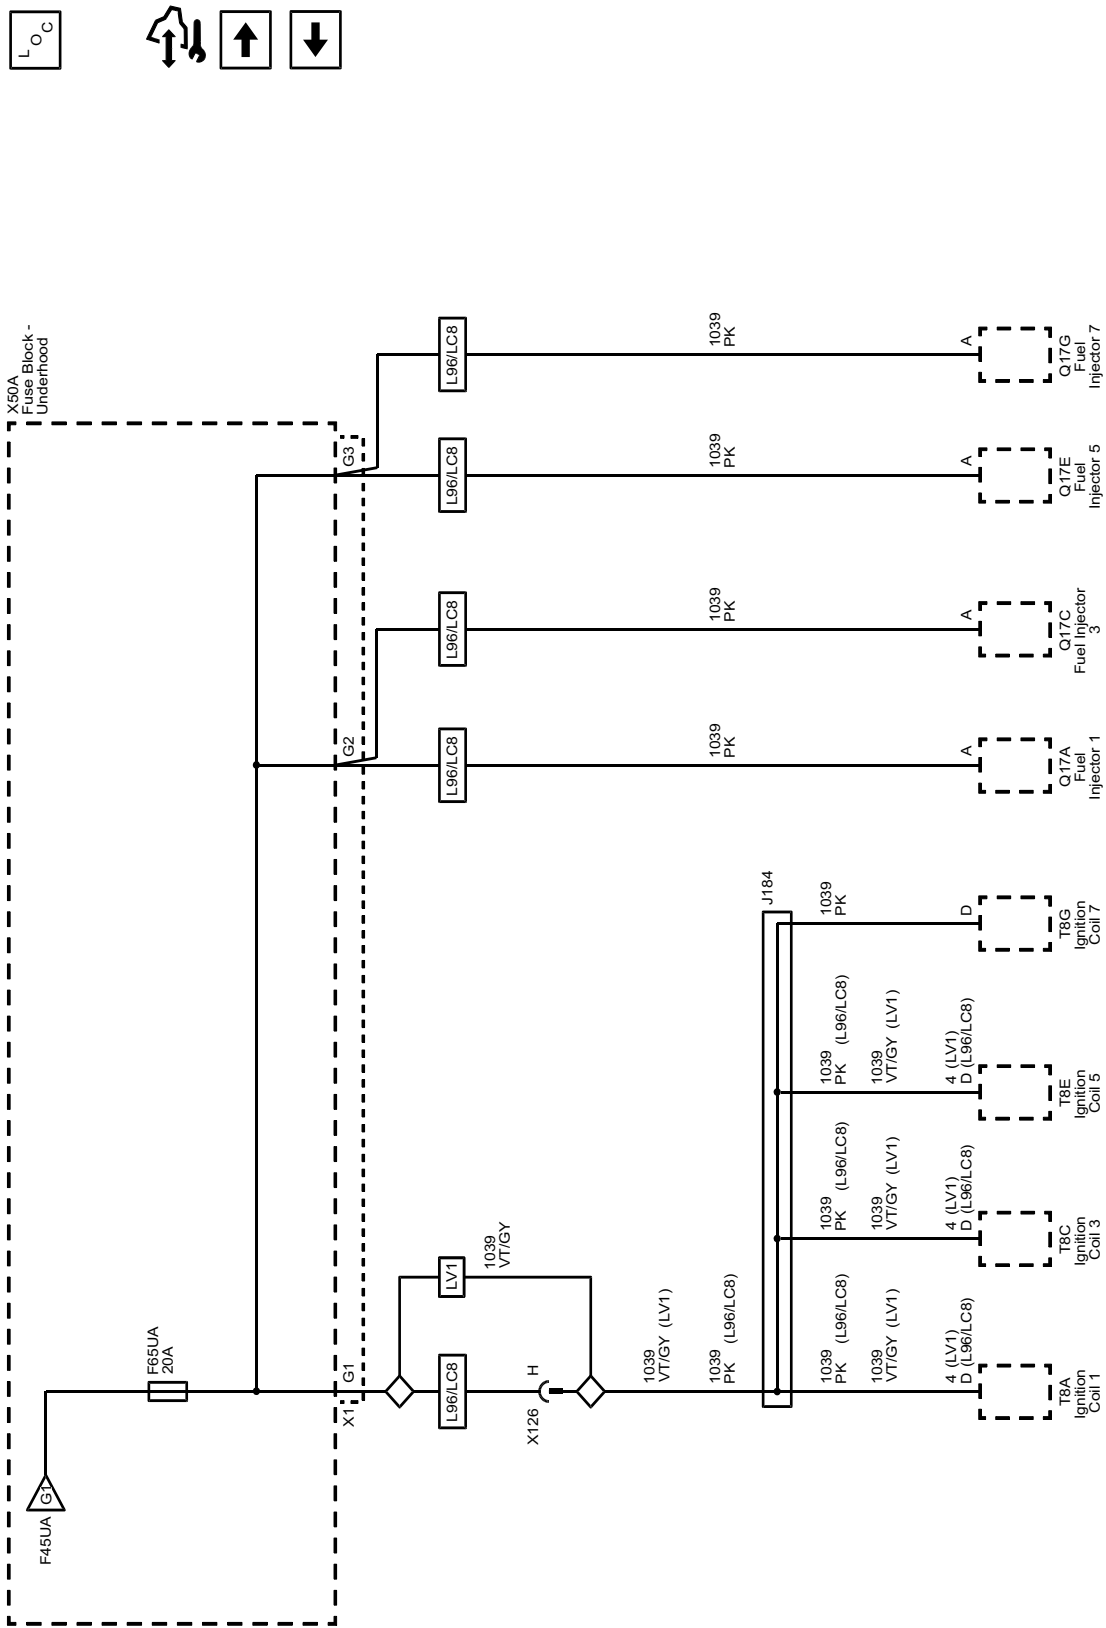 L O C
X50A
Fuse Block -
Underhood
F45UA
G1
F65UA
20A
X1
G1
G2
G3
L96/LC8
LV1
L96/LC8
L96/LC8
L96/LC8
L96/LC8
1039
VT/GY
X126
H
1039
VT/GY (LV1)
1039
PK (L96/LC8)
1039
PK
1039
PK
1039
PK
1039
PK
J184
1039
PK (L96/LC8)
1039
VT/GY (LV1)
1039
PK (L96/LC8)
1039
VT/GY (LV1)
1039
PK (L96/LC8)
1039
VT/GY (LV1)
1039
PK
4 (LV1)
D (L96/LC8)
4 (LV1)
D (L96/LC8)
4 (LV1)
D (L96/LC8)
D
A
A
A
A
T8A
Ignition
Coil 1
T8C
Ignition
Coil 3
T8E
Ignition
Coil 5
T8G
Ignition
Coil 7
Q17A
Fuel
Injector 1
Q17C
Fuel Injector
3
Q17E
Fuel
Injector 5
Q17G
Fuel
Injector 7